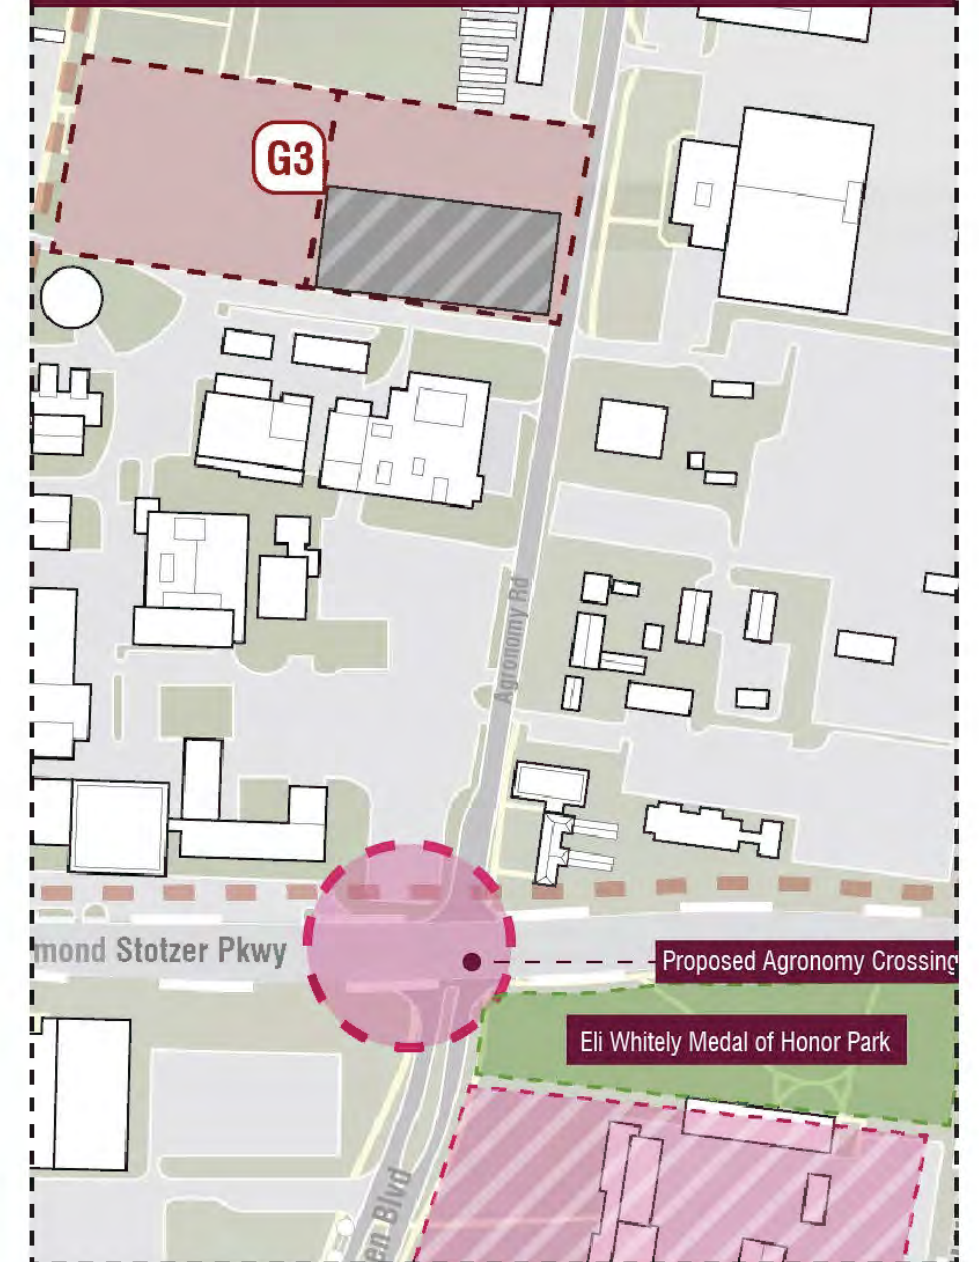 G3
Agronomy Rd
mond Stotzer Pkwy
Proposed Agronomy Crossing
Eli Whitely Medal of Honor Park
en Blvd